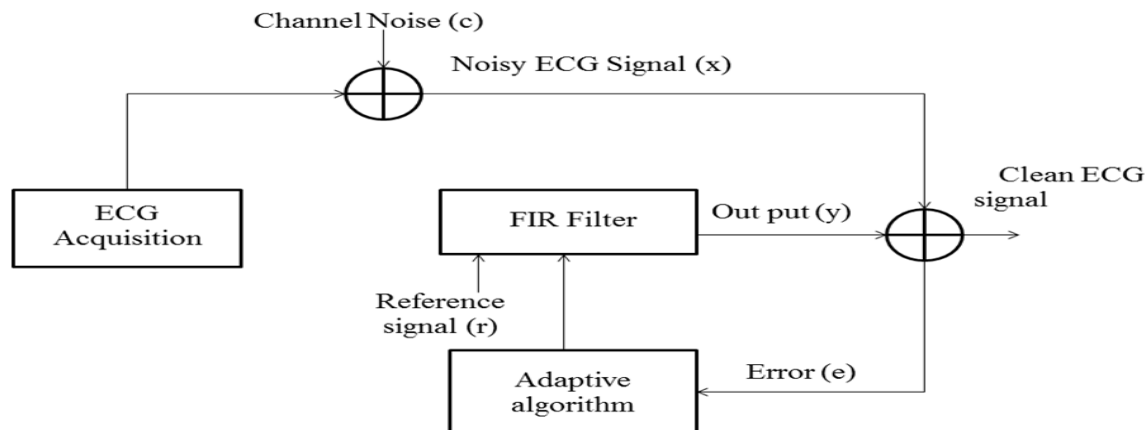 Channel Noise (c)
Noisy ECG Signal (x)
Clean ECG
signal
ECG
Acquisition
FIR Filter
Out put (y)
Reference
signal (r)
Adaptive
algorithm
Error (e)